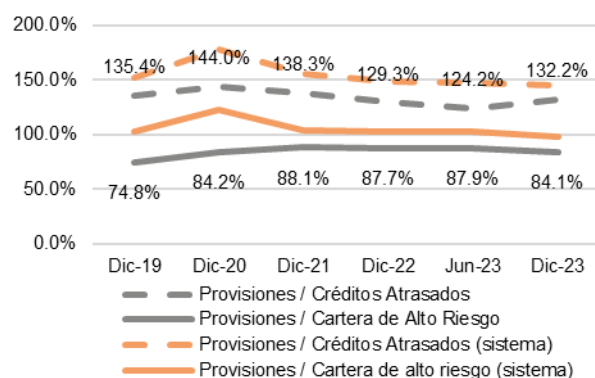 200.0%
150.0%
100.0%
50.0%
0.0%
135.4% 144.0% 138.3% 129.3% 124.2% 132.2%
74.8% 84.2% 88.1% 87.7% 87.9% 84.1%
Dic-19 Dic-20 Dic-21 Dic-22 Jun-23 Dic-23
Provisiones / Créditos Atrasados
Provisiones / Cartera de Alto Riesgo
Provisiones / Créditos Atrasados (sistema)
Provisiones / Cartera de alto riesgo (sistema)